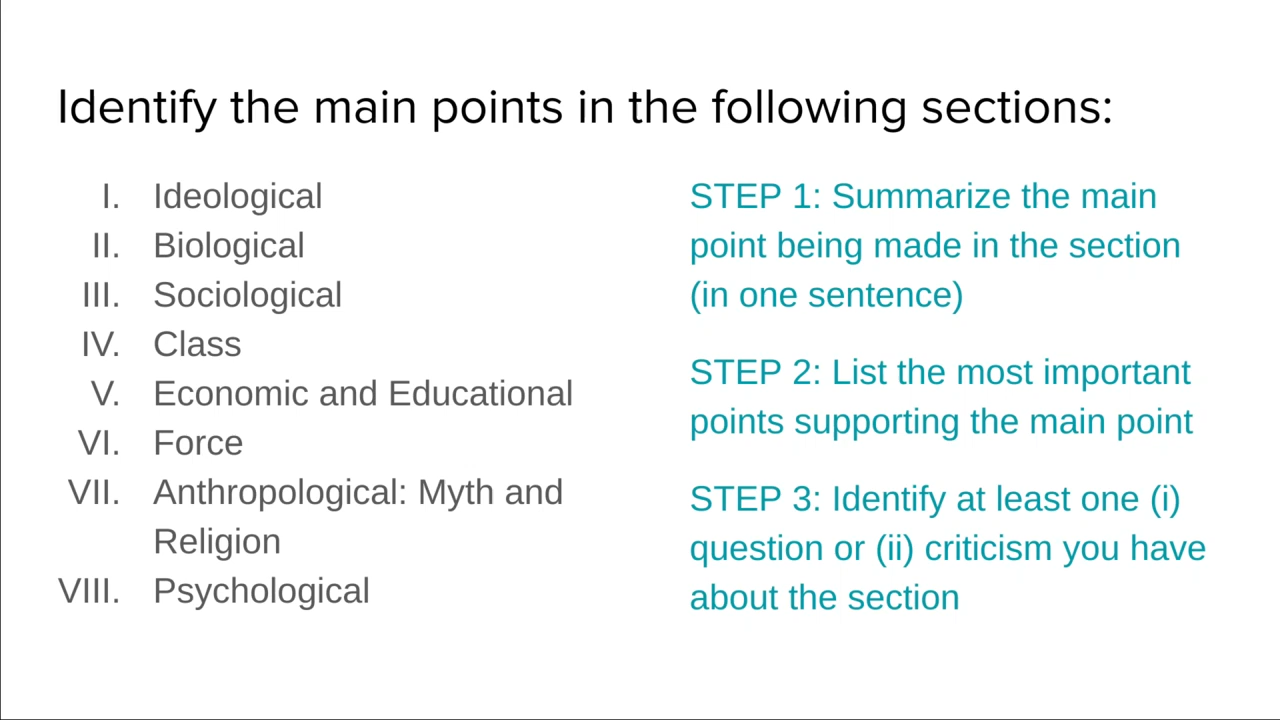 Identify the main points in the following sections:
I. Ideological
II. Biological
III. Sociological
IV. Class
V. Economic and Educational
VI. Force
VII. Anthropological: Myth and
Religion
VIII. Psychological
STEP 1: Summarize the main
point being made in the section
(in one sentence)
STEP 2: List the most important
points supporting the main point
STEP 3: Identify at least one (i)
question or (ii) criticism you have
about the section